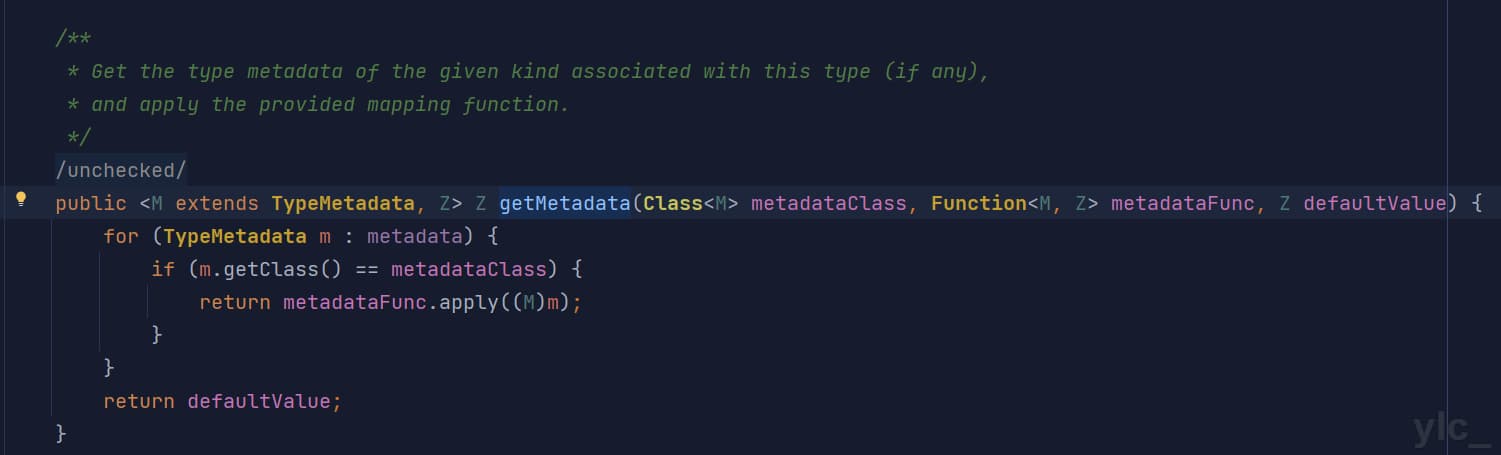 /**
 * Get the type metadata of the given kind associated with this type (if any),
 * and apply the provided mapping function.
 */
/unchecked/
public <M extends TypeMetadata, Z> Z getMetadata(Class<M> metadataClass, Function<M, Z> metadataFunc, Z defaultValue) {
    for (TypeMetadata m : metadata) {
        if (m.getClass() == metadataClass) {
            return metadataFunc.apply((M)m);
        }
    }
    return defaultValue;
}
ylc_